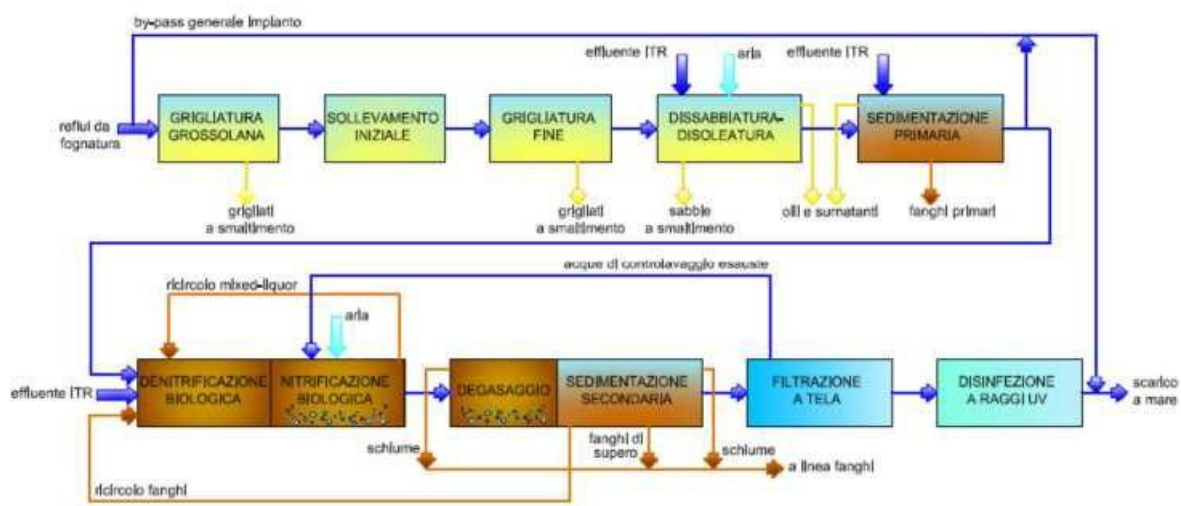 by-pass generale impianto
effluente ITR
aria
effluente ITR
reflui da
fognatura
GRIGLIATURA
GROSSOLANA
SOLLEVAMENTO
INIZIALE
GRIGLIATURA
FINE
DISSABBIATURA-
DISOLEATURA
SEDIMENTAZIONE
PRIMARIA
grigliati
a smaltimento
grigliati
a smaltimento
sabbie
a smaltimento
olii e surnatanti
fanghi primari
acque di controlavaggio esauste
ricircolo mixed-liquor
aria
effluente ITR
DENITRIFICAZIONE
BIOLOGICA
NITRIFICAZIONE
BIOLOGICA
DEGASAGGIO
SEDIMENTAZIONE
SECONDARIA
FILTRAZIONE
A TELA
DISINFEZIONE
A RAGGI UV
scarico
a mare
schiume
fanghi di
supero
schiume
a linea fanghi
ricircolo fanghi